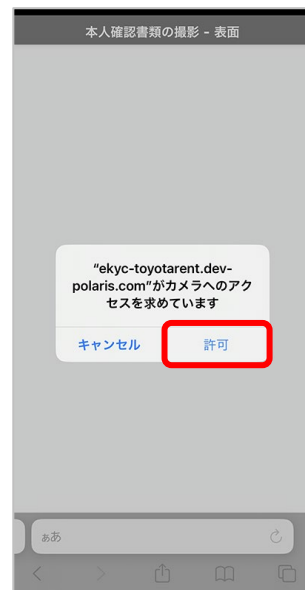 本人確認書類の撮影 - 表面
“ekyc-toyotarent.dev-
polaris.com”がカメラへのアク
セスを求めています
キャンセル
許可
ぁあ